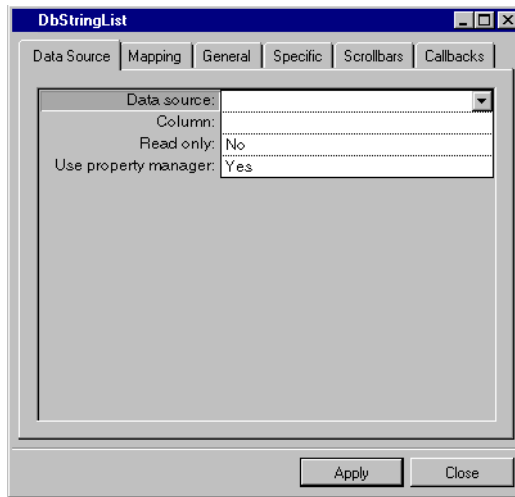 DbStringList
Data Source Mapping General Specific Scrollbars Callbacks
Data source:
Column:
Read only: No
Use property manager: Yes
Apply Close